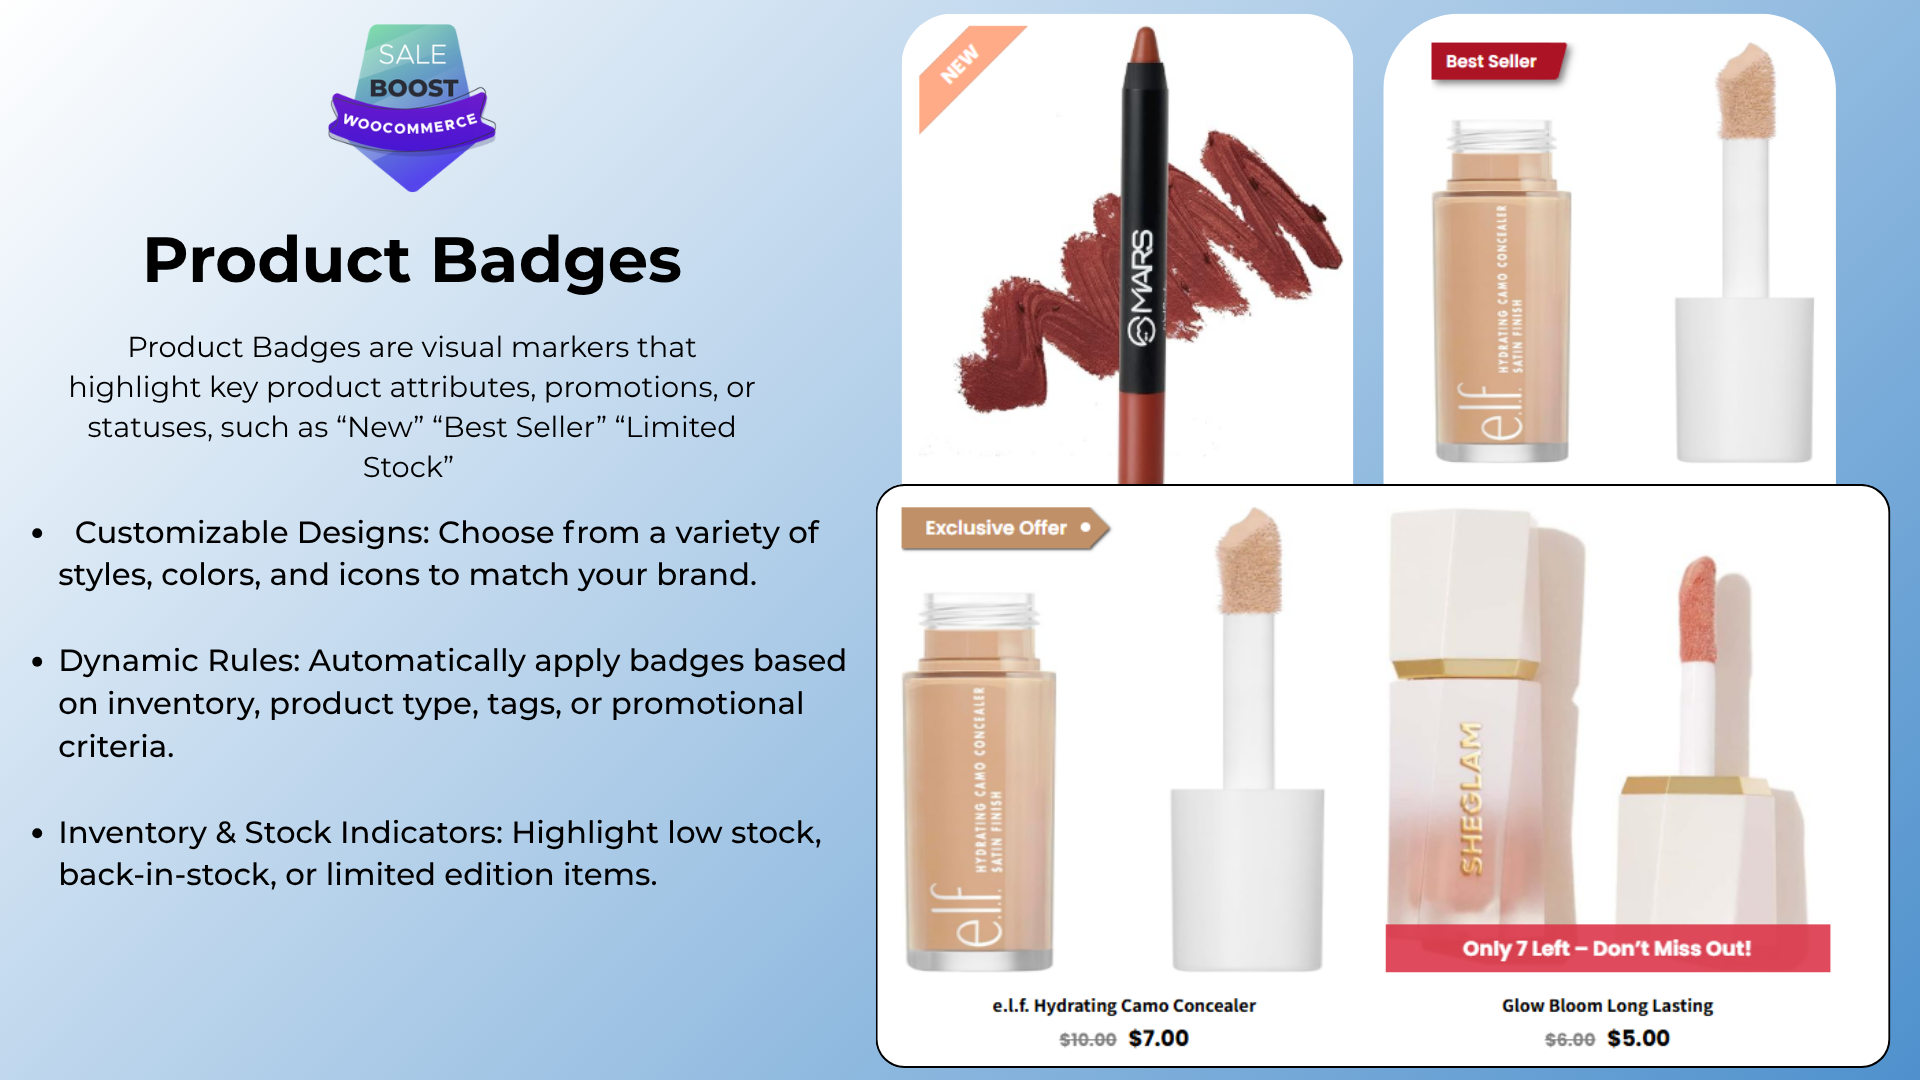 SALE
BOOST
WOOCOMMERCE
Product Badges
Product Badges are visual markers that
highlight key product attributes, promotions, or
statuses, such as “New” “Best Seller” “Limited
Stock”
• Customizable Designs: Choose from a variety of
styles, colors, and icons to match your brand.
• Dynamic Rules: Automatically apply badges based
on inventory, product type, tags, or promotional
criteria.
• Inventory & Stock Indicators: Highlight low stock,
back-in-stock, or limited edition items.
NEW
MARS
Best Seller
HYDRATING CAMO CONCEALER
SATIN FINISH
e.l.f.
Exclusive Offer
HYDRATING CAMO CONCEALER
SATIN FINISH
e.l.f.
SHEGLAM
Only 7 Left – Don’t Miss Out!
e.l.f. Hydrating Camo Concealer
$10.00 $7.00
Glow Bloom Long Lasting
$6.00 $5.00